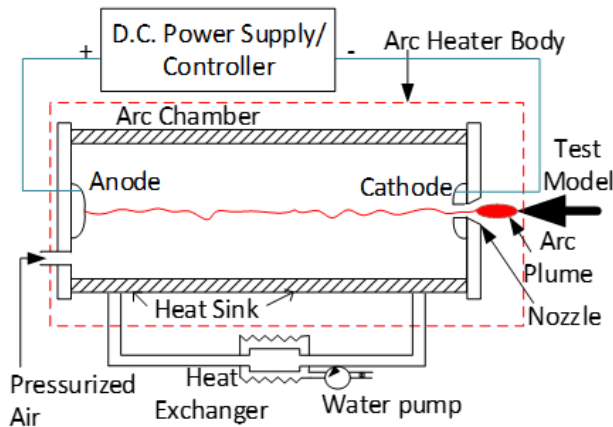 +
D.C. Power Supply/
Controller
-
Arc Heater Body
Arc Chamber
Anode
Cathode
Test
Model
Arc
Plume
Nozzle
Heat Sink
Pressurized
Air
Heat
Exchanger
Water pump